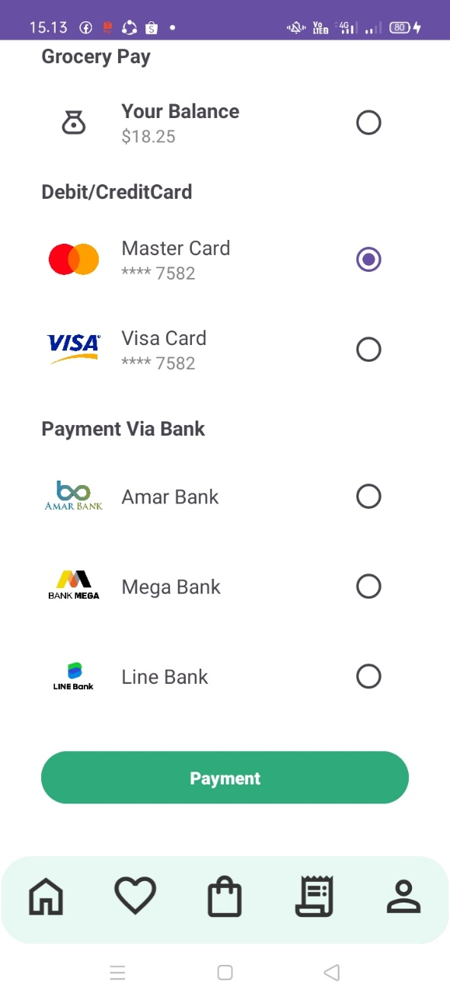 15.13 Vo LTE2 4G 80
Grocery Pay
Your Balance
$18.25
Debit/CreditCard
Master Card
**** 7582
VISA
Visa Card
**** 7582
Payment Via Bank
AMAR BANK
Amar Bank
BANK MEGA
Mega Bank
LINE Bank
Line Bank
Payment